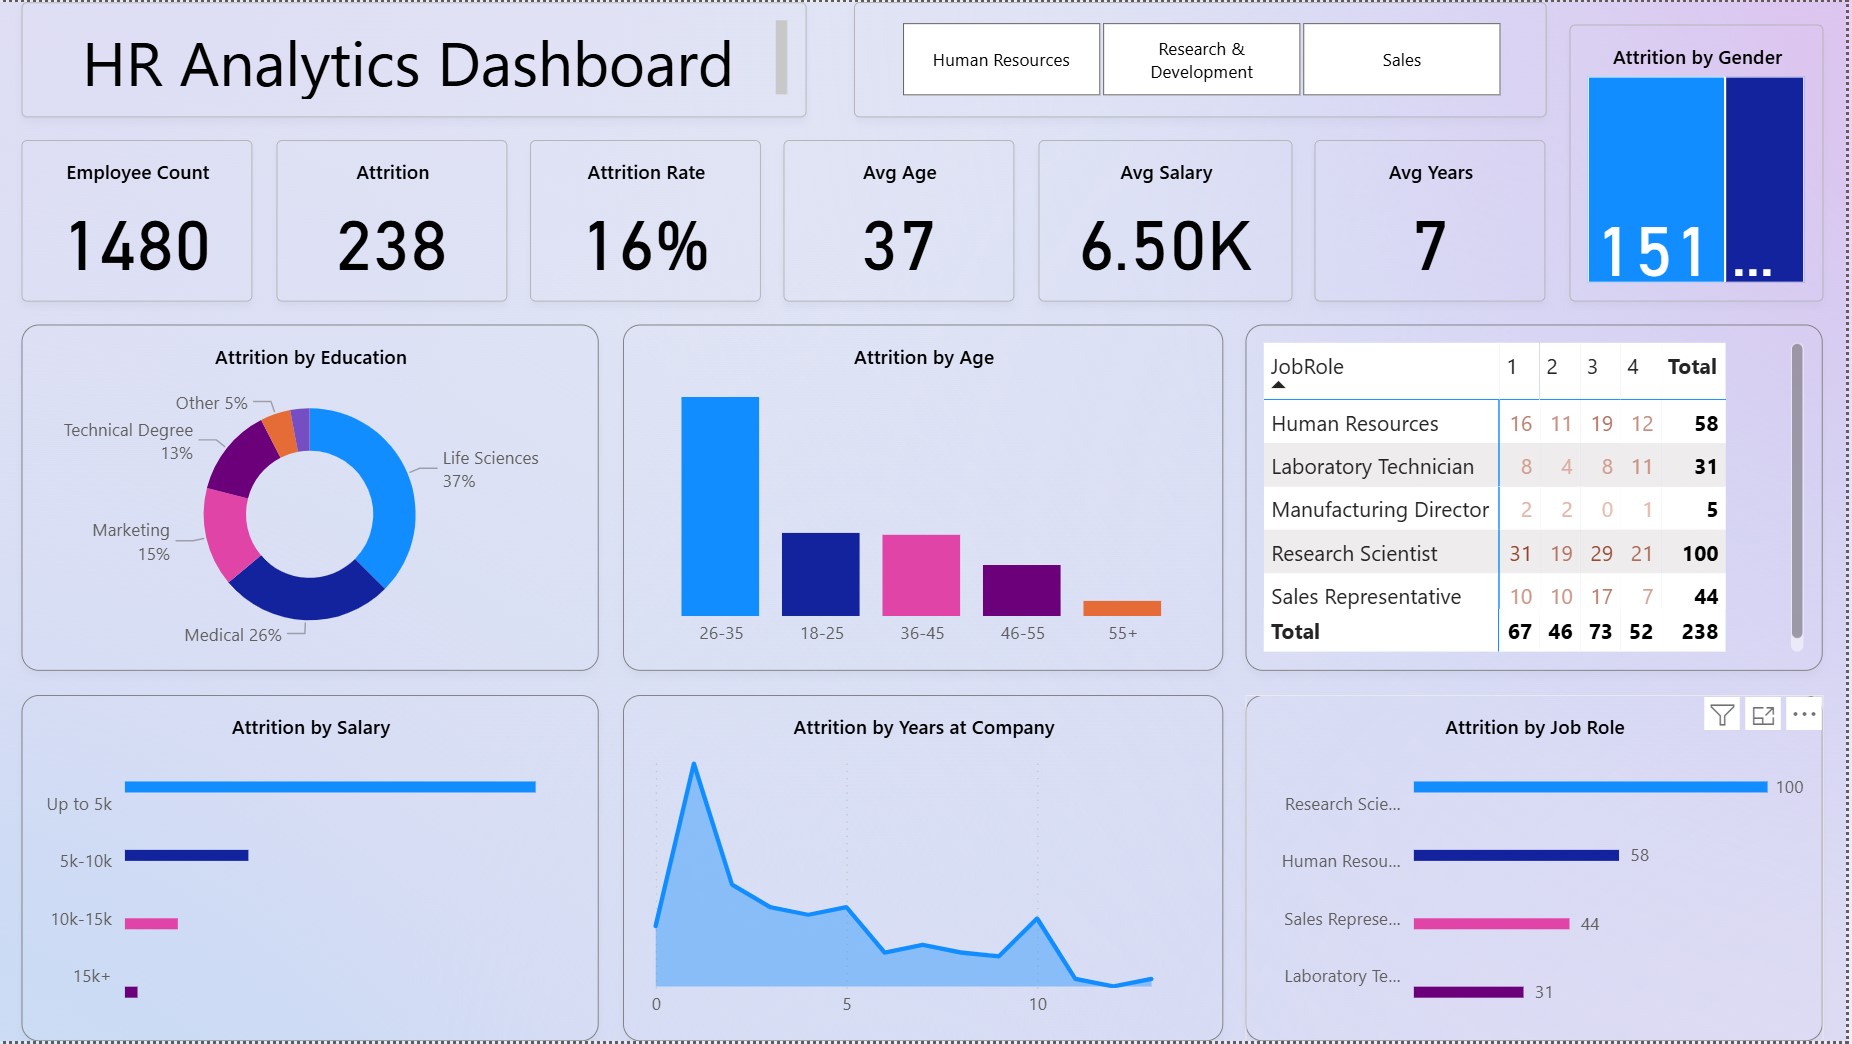 HR Analytics Dashboard
Human Resources
Research &
Development
Sales
Attrition by Gender
151
...
Employee Count
1480
Attrition
238
Attrition Rate
16%
Avg Age
37
Avg Salary
6.50K
Avg Years
7
Attrition by Education
Other 5%
Technical Degree
13%
Life Sciences
37%
Marketing
15%
Medical 26%
Attrition by Age
26-35 18-25 36-45 46-55 55+
JobRole 1 2 3 4 Total
Human Resources 16 11 19 12 58
Laboratory Technician 8 4 8 11 31
Manufacturing Director 2 2 0 1 5
Research Scientist 31 19 29 21 100
Sales Representative 10 10 17 7 44
Total 67 46 73 52 238
Attrition by Salary
Up to 5k
5k-10k
10k-15k
15k+
Attrition by Years at Company
0 5 10
Attrition by Job Role
Research Scie... 100
Human Resou... 58
Sales Represe... 44
Laboratory Te... 31